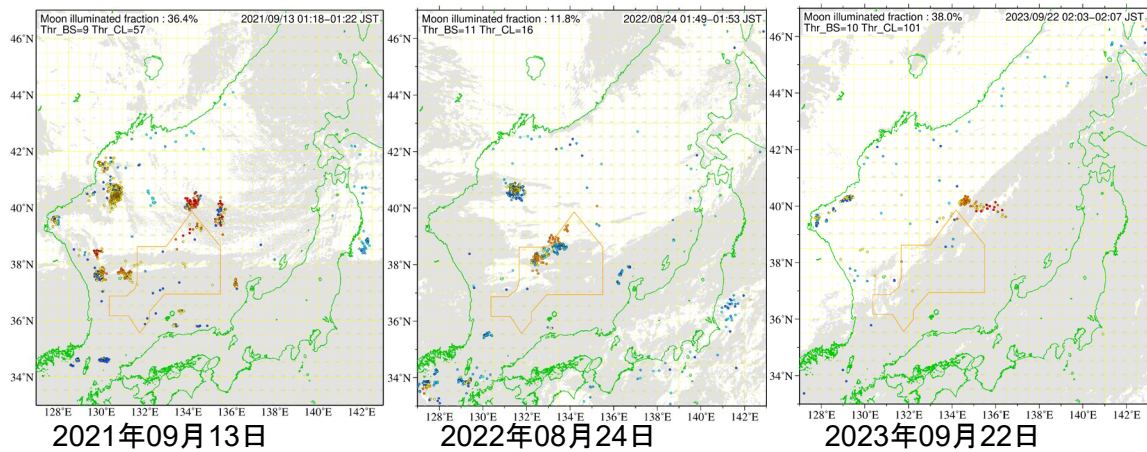 Moon illuminated fraction : 36.4% 2021/09/13 01:18-01:22 JST
Thr_BS=9 Thr_CL=57
46°N
44°N
42°N
40°N
38°N
36°N
34°N
128°E 130°E 132°E 134°E 136°E 138°E 140°E 142°E
2021年09月13日
Moon illuminated fraction : 11.8% 2022/08/24 01:49-01:53 JST
Thr_BS=11 Thr_CL=16
46°N
44°N
42°N
40°N
38°N
36°N
34°N
128°E 130°E 132°E 134°E 136°E 138°E 140°E 142°E
2022年08月24日
Moon illuminated fraction : 38.0% 2023/09/22 02:03-02:07 JST
Thr_BS=10 Thr_CL=101
46°N
44°N
42°N
40°N
38°N
36°N
34°N
128°E 130°E 132°E 134°E 136°E 138°E 140°E 142°E
2023年09月22日